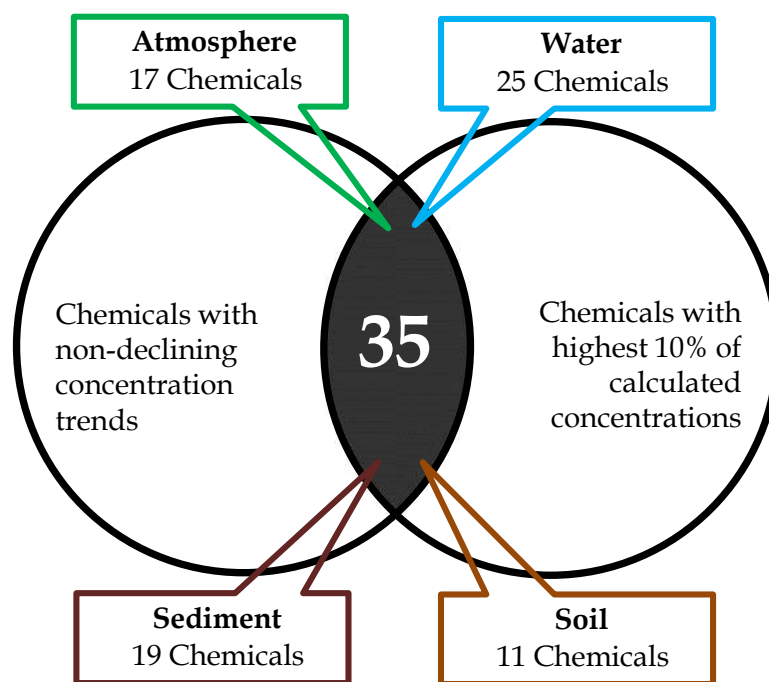 Atmosphere
17 Chemicals
Water
25 Chemicals
Chemicals with
non-declining
concentration
trends
35
Chemicals with
highest 10% of
calculated
concentrations
Sediment
19 Chemicals
Soil
11 Chemicals